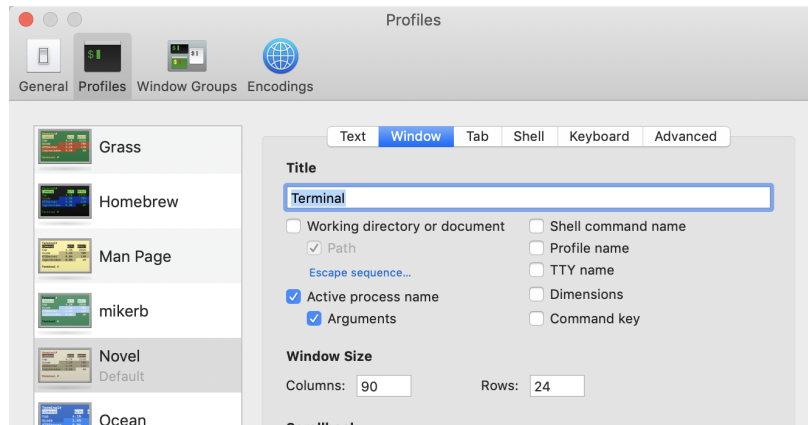 Profiles
General Profiles Window Groups Encodings
Grass
Homebrew
Man Page
mikerb
Novel
Default
Ocean
Text Window Tab Shell Keyboard Advanced
Title
Terminal
Working directory or document
Path
Escape sequence...
Active process name
Arguments
Shell command name
Profile name
TTY name
Dimensions
Command key
Window Size
Columns: 90 Rows: 24